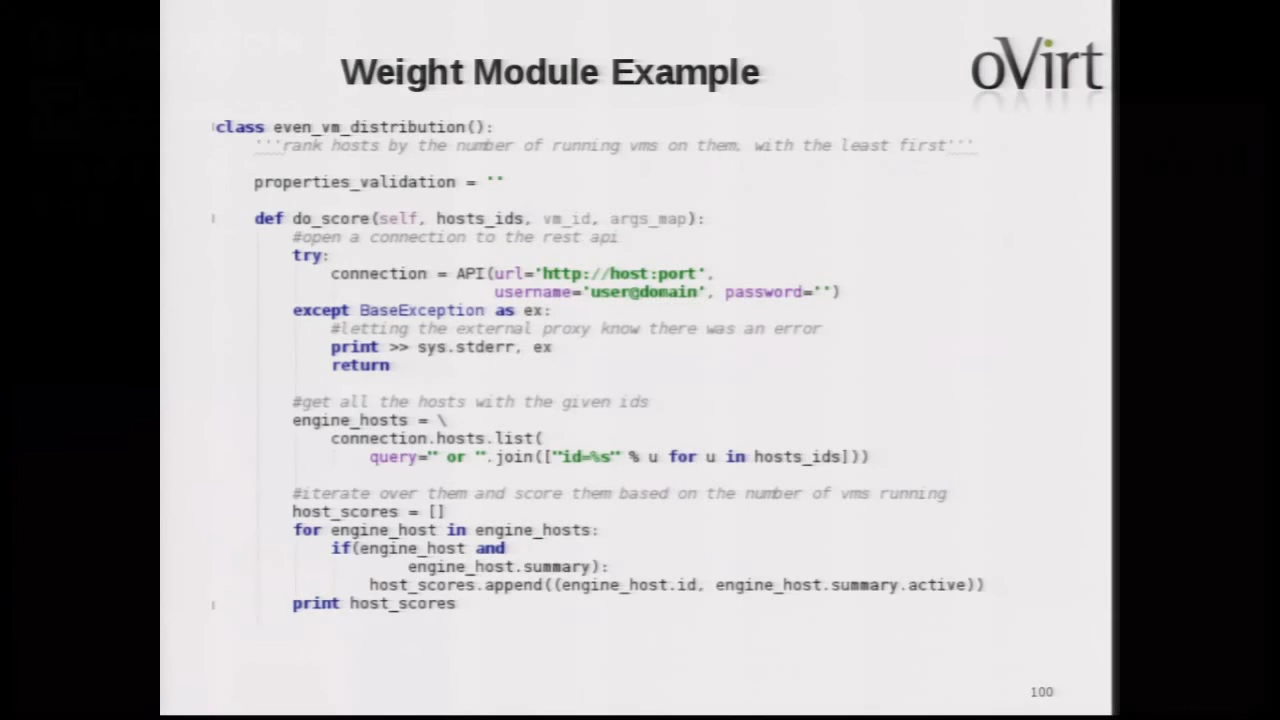 Weight Module Example
oVirt
class even_vm_distribution():
'''rank hosts by the number of running vms on them, with the least first'''
properties_validation = ''
def do_score(self, hosts_ids, vm_id, args_map):
#open a connection to the rest api
try:
connection = API(url='http://host:port',
username='user@domain', password='')
except BaseException as ex:
#letting the external proxy know there was an error
print >> sys.stderr, ex
return
#get all the hosts with the given ids
engine_hosts = \
connection.hosts.list(
query=" or ".join(["id=%s" % u for u in hosts_ids]))
#iterate over them and score them based on the number of vms running
host_scores = []
for engine_host in engine_hosts:
if(engine_host and
engine_host.summary):
host_scores.append((engine_host.id, engine_host.summary.active))
print host_scores
100